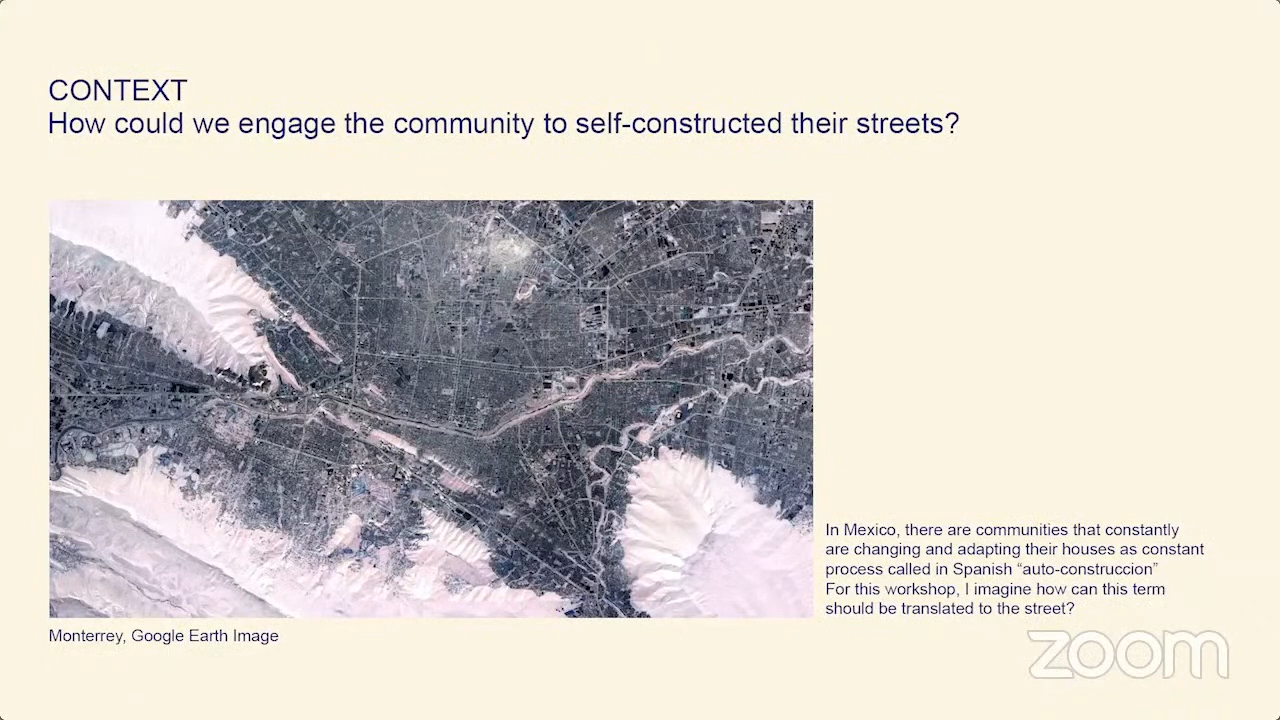 CONTEXT
How could we engage the community to self-constructed their streets?
In Mexico, there are communities that constantly
are changing and adapting their houses as constant
process called in Spanish “auto-construccion”
For this workshop, I imagine how can this term
should be translated to the street?
Monterrey, Google Earth Image
zoom